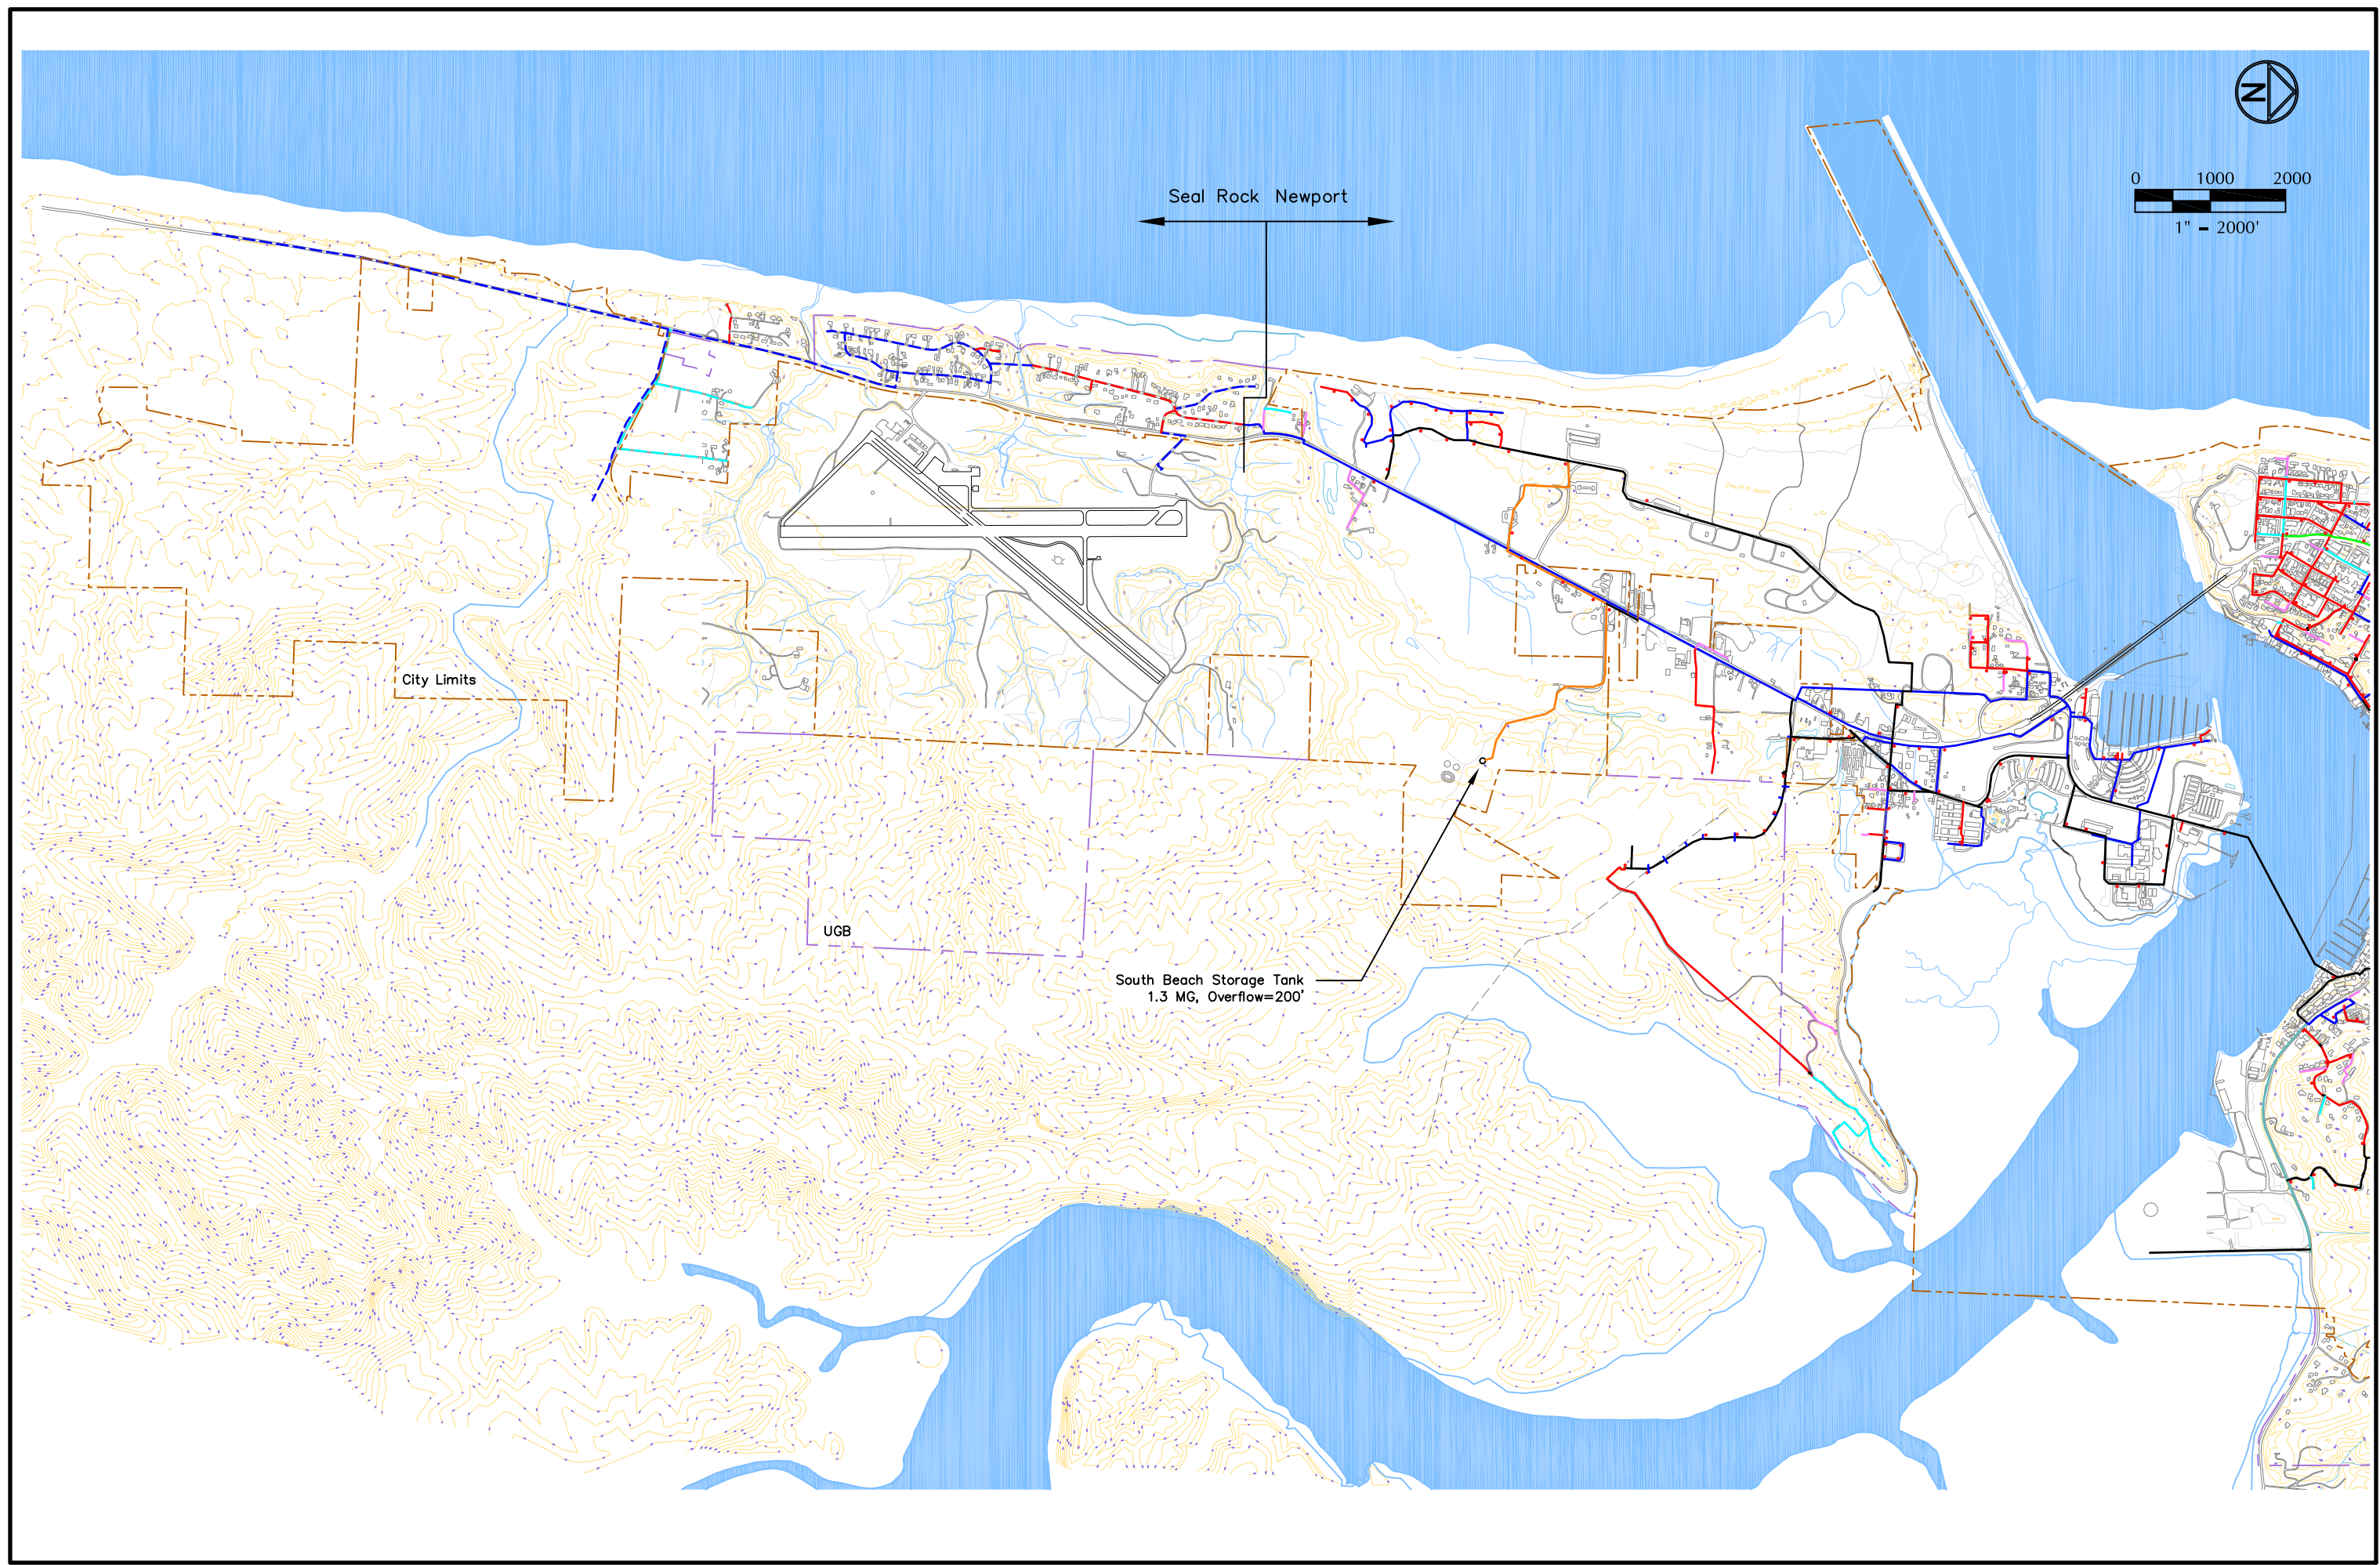 N
0 1000 2000
1" = 2000'
Seal Rock Newport
City Limits
UGB
South Beach Storage Tank
1.3 MG, Overflow=200'